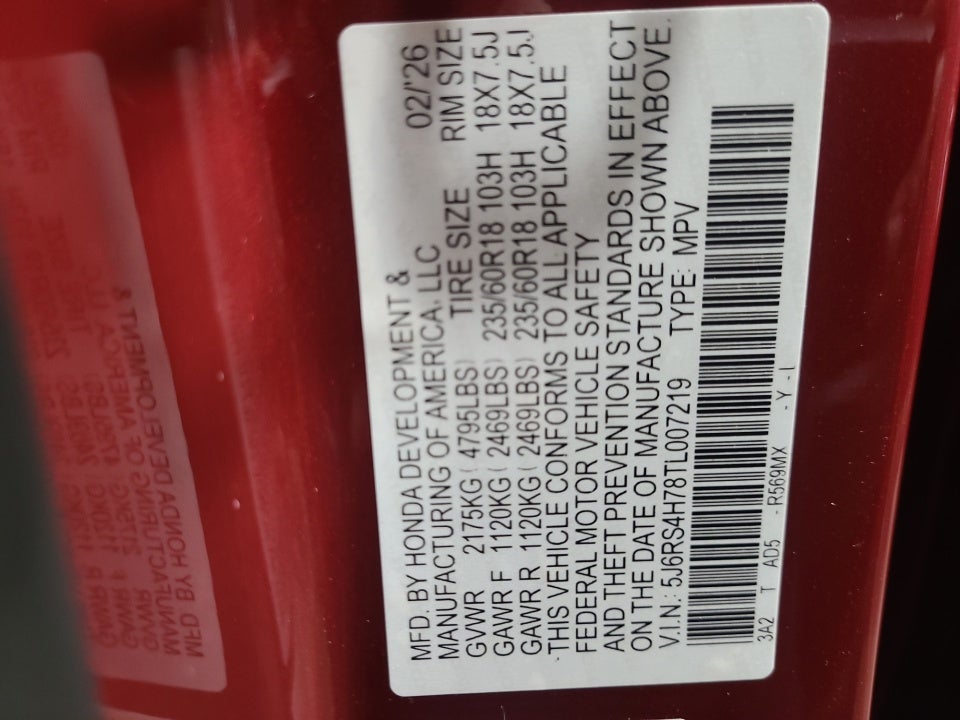 MFD. BY HONDA DEVELOPMENT &
MANUFACTURING OF AMERICA, LLC 02/'26
GVWR 2175KG ( 4795LBS) TIRE SIZE RIM SIZE
GAWR F 1120KG ( 2469LBS) 235/60R18 103H 18X7.5J
GAWR R 1120KG ( 2469LBS) 235/60R18 103H 18X7.5J
THIS VEHICLE CONFORMS TO ALL APPLICABLE
FEDERAL MOTOR VEHICLE SAFETY
AND THEFT PREVENTION STANDARDS IN EFFECT
ON THE DATE OF MANUFACTURE SHOWN ABOVE.
V.I.N.: 5J6RS4H78TL007219 TYPE: MPV
3A2 T AD5 - R569MX - Y - I